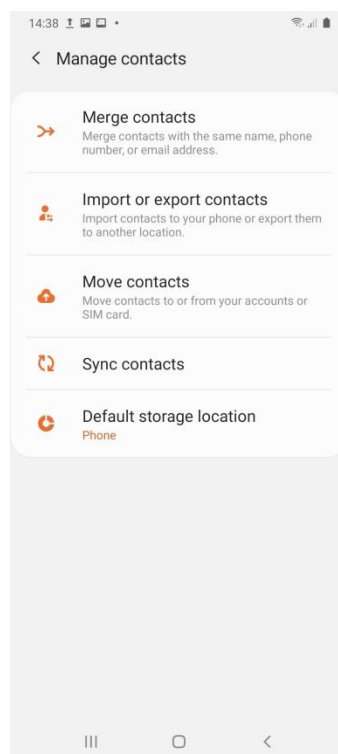 14:38
Manage contacts
Merge contacts
Merge contacts with the same name, phone
number, or email address.
Import or export contacts
Import contacts to your phone or export them
to another location.
Move contacts
Move contacts to or from your accounts or
SIM card.
Sync contacts
Default storage location
Phone